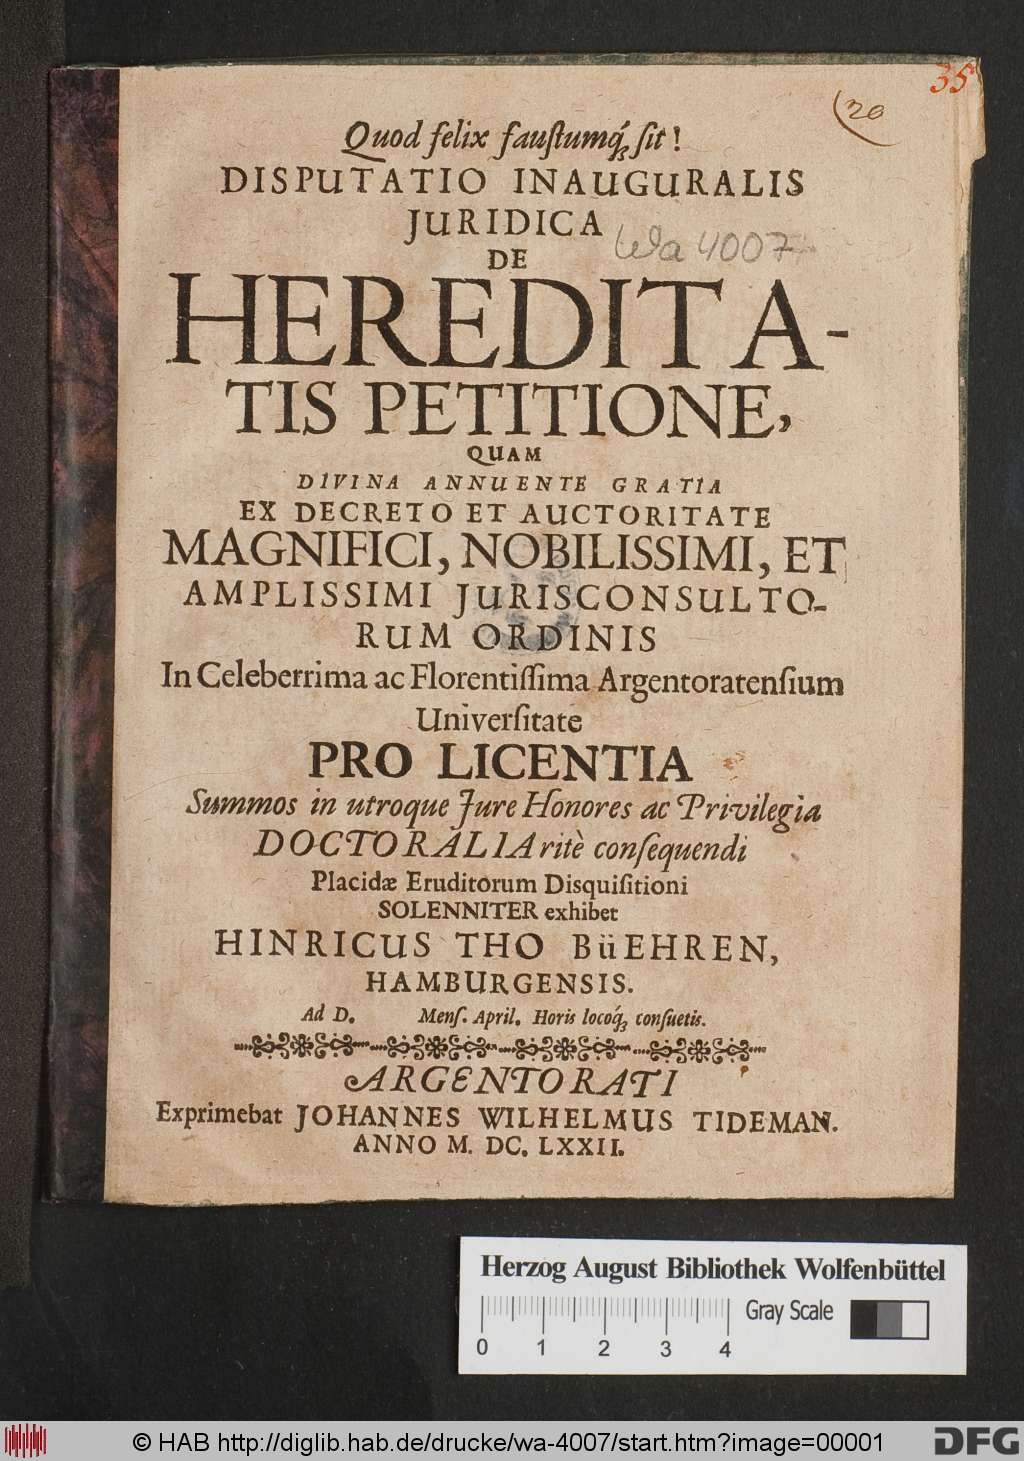 35
(20
Quod felix fauſtumq́ꝫ ſit!
DISPUTATIO INAUGURALIS
JURIDICA
Wa 4007
DE
HEREDITA-
TIS PETITIONE,
QUAM
DIVINA ANNUENTE GRATIA
EX DECRETO ET AUCTORITATE
MAGNIFICI, NOBILISSIMI, ET
AMPLISSIMI JURISCONSULTO-
RUM ORDINIS
In Celeberrima ac Florentiſſima Argentoratenſium
Univerſitate
PRO LICENTIA
Summos in utroque Jure Honores ac Privilegia
DOCTORALIA ritè conſequendi
Placidæ Eruditorum Disquiſitioni
SOLENNITER exhibet
HINRICUS THO BüEHREN,
HAMBURGENSIS.
Ad D. Menſ. April. Horis locoq́ꝫ conſuetis.
ARGENTORATI
Exprimebat JOHANNES WILHELMUS TIDEMAN.
ANNO M. DC. LXXII.
Herzog August Bibliothek Wolfenbüttel
Gray Scale
0 1 2 3 4
© HAB http://diglib.hab.de/drucke/wa-4007/start.htm?image=00001
DFG